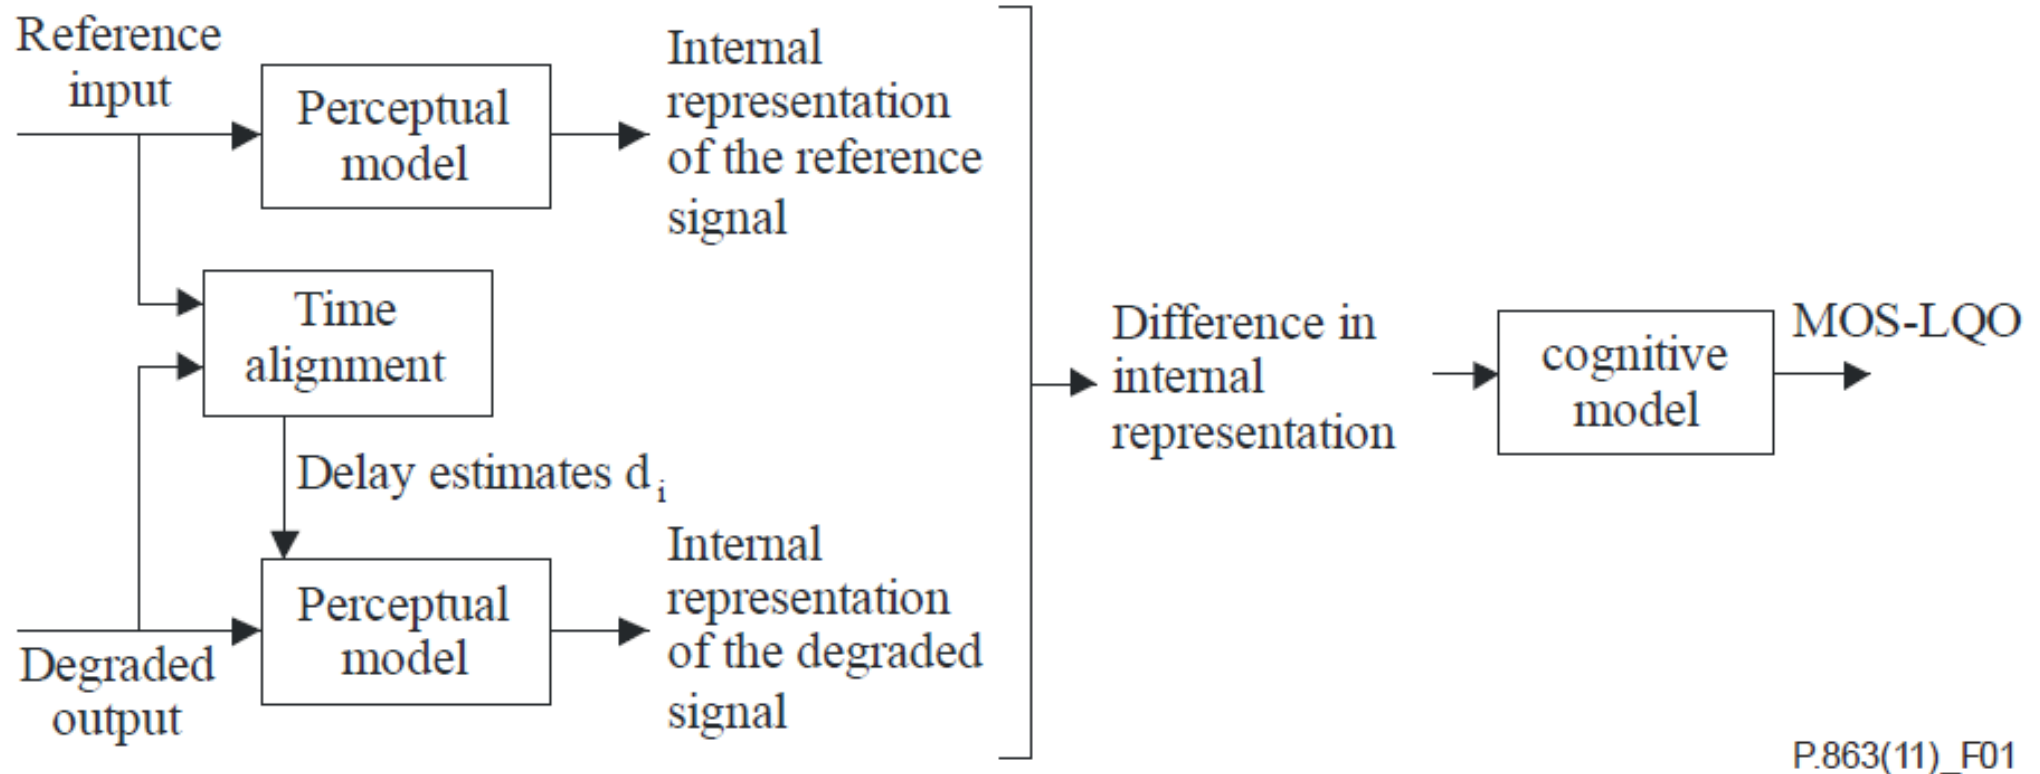 Reference
input
Perceptual
model
Internal
representation
of the reference
signal
Time
alignment
Delay estimates d i
Degraded
output
Perceptual
model
Internal
representation
of the degraded
signal
Difference in
internal
representation
cognitive
model
MOS-LQO
P.863(11)_F01